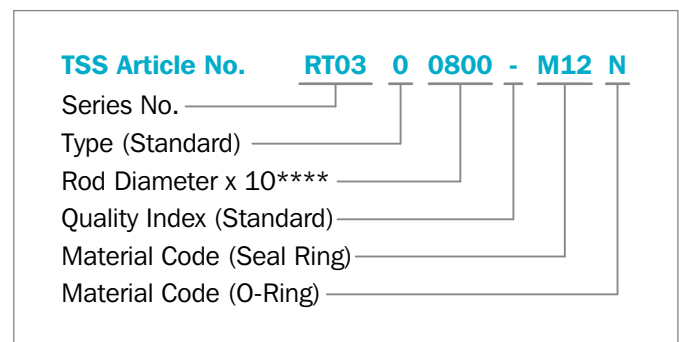 TSS Article No. RT03 0 0800 - M12 N
Series No.
Type (Standard)
Rod Diameter x 10****
Quality Index (Standard)
Material Code (Seal Ring)
Material Code (O-Ring)